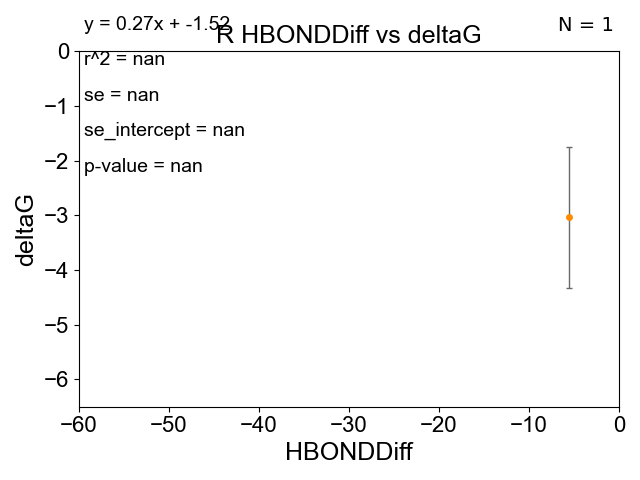 y = 0.27x + -1.52
N = 1
R HBONDDiff vs deltaG
r^2 = nan
se = nan
se_intercept = nan
p-value = nan
deltaG
0
−1
−2
−3
−4
−5
−6
−60 −50 −40 −30 −20 −10 0
HBONDDiff